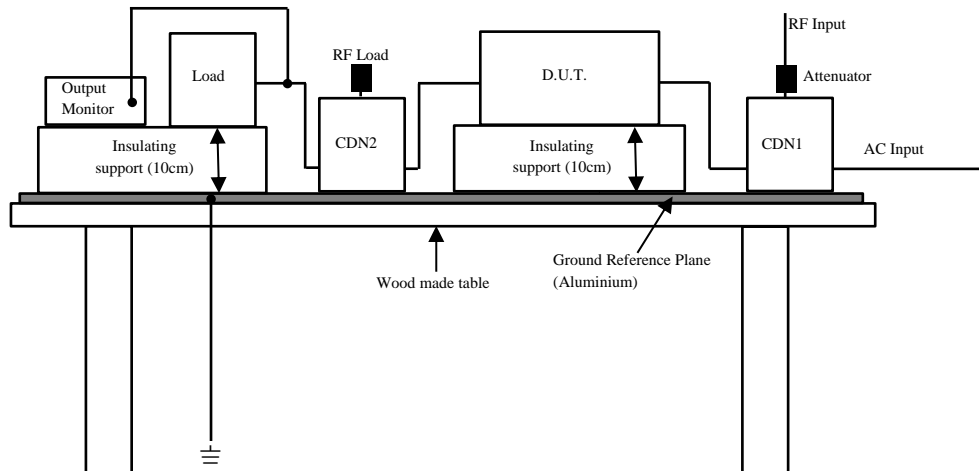 RF Input
RF Load
Load
D.U.T.
Attenuator
Output
Monitor
CDN2
Insulating
support (10cm)
Insulating
support (10cm)
CDN1
AC Input
Ground Reference Plane
(Aluminium)
Wood made table